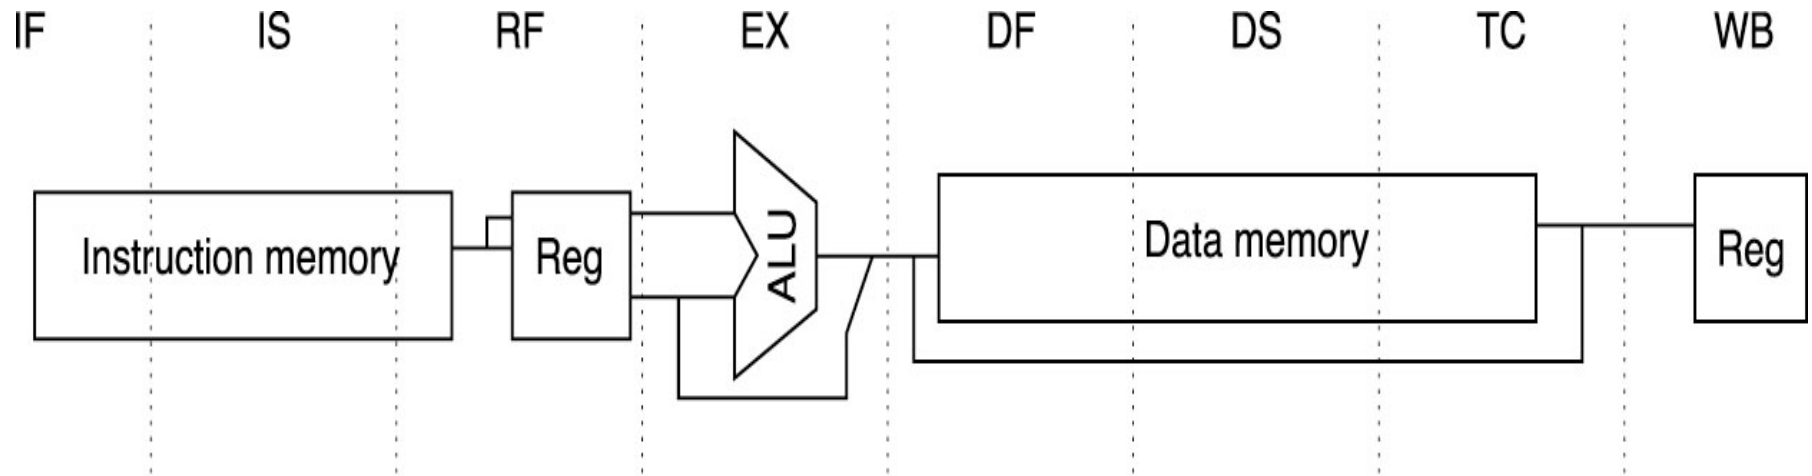 IF IS RF EX DF DS TC WB
Instruction memory
Reg
ALU
Data memory
Reg